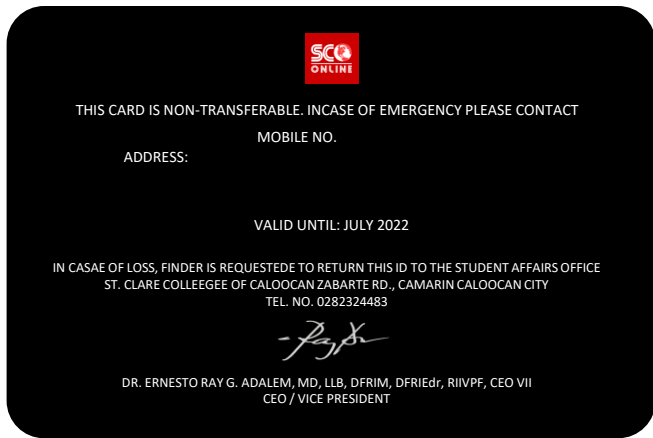 SCO
ONLINE
THIS CARD IS NON-TRANSFERABLE. INCASE OF EMERGENCY PLEASE CONTACT
MOBILE NO.
ADDRESS:
VALID UNTIL: JULY 2022
IN CASAE OF LOSS, FINDER IS REQUESTEDE TO RETURN THIS ID TO THE STUDENT AFFAIRS OFFICE
ST. CLARE COLLEEGEE OF CALOOCAN ZABARTE RD., CAMARIN CALOOCAN CITY
TEL. NO. 0282324483
DR. ERNESTO RAY G. ADALEM, MD, LLB, DFRIM, DFRIEdr, RIIVPF, CEO VII
CEO / VICE PRESIDENT